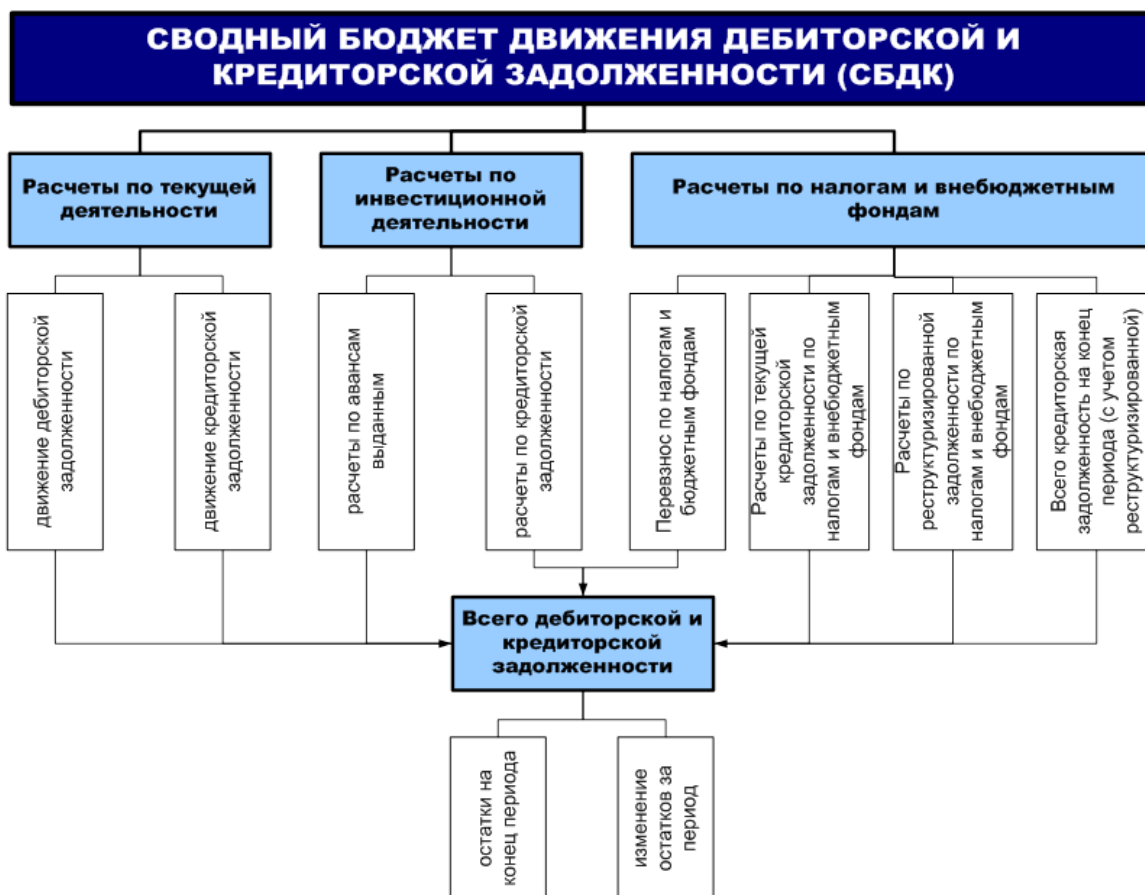 СВОДНЫЙ БЮДЖЕТ ДВИЖЕНИЯ ДЕБИТОРСКОЙ И
КРЕДИТОРСКОЙ ЗАДОЛЖЕННОСТИ (СБДК)
Расчеты по текущей
деятельности
Расчеты по
инвестиционной
деятельности
Расчеты по налогам и внебюджетным
фондам
движение дебиторской
задолженности
движение кредиторской
задолженности
расчеты по авансам
выданным
расчеты по кредиторской
задолженности
Перевзнос по налогам и
бюджетным фондам
Расчеты по текущей
кредиторской
задолженности по
налогам и внебюджетным
фондам
Расчеты по
реструктуризированной
задолженности по
налогам и внебюджетным
фондам
Всего кредиторская
задолженность на конец
периода (с учетом
реструктуризированной)
Всего дебиторской и
кредиторской
задолженности
остатки на
конец периода
изменение
остатков за
период